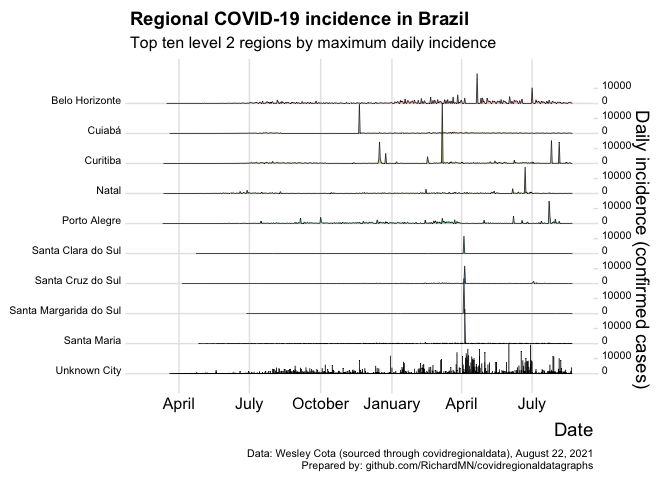 Regional COVID-19 incidence in Brazil
Top ten level 2 regions by maximum daily incidence
Belo Horizonte
10000
0
Cuiabá
10000
0
Curitiba
10000
0
Natal
10000
0
Porto Alegre
10000
0
Santa Clara do Sul
10000
0
Santa Cruz do Sul
10000
0
Santa Margarida do Sul
10000
0
Santa Maria
10000
0
Unknown City
10000
0
Daily incidence (confirmed cases)
April July October January April July
Date
Data: Wesley Cota (sourced through covidregionaldata), August 22, 2021
Prepared by: github.com/RichardMN/covidregionaldatagraphs